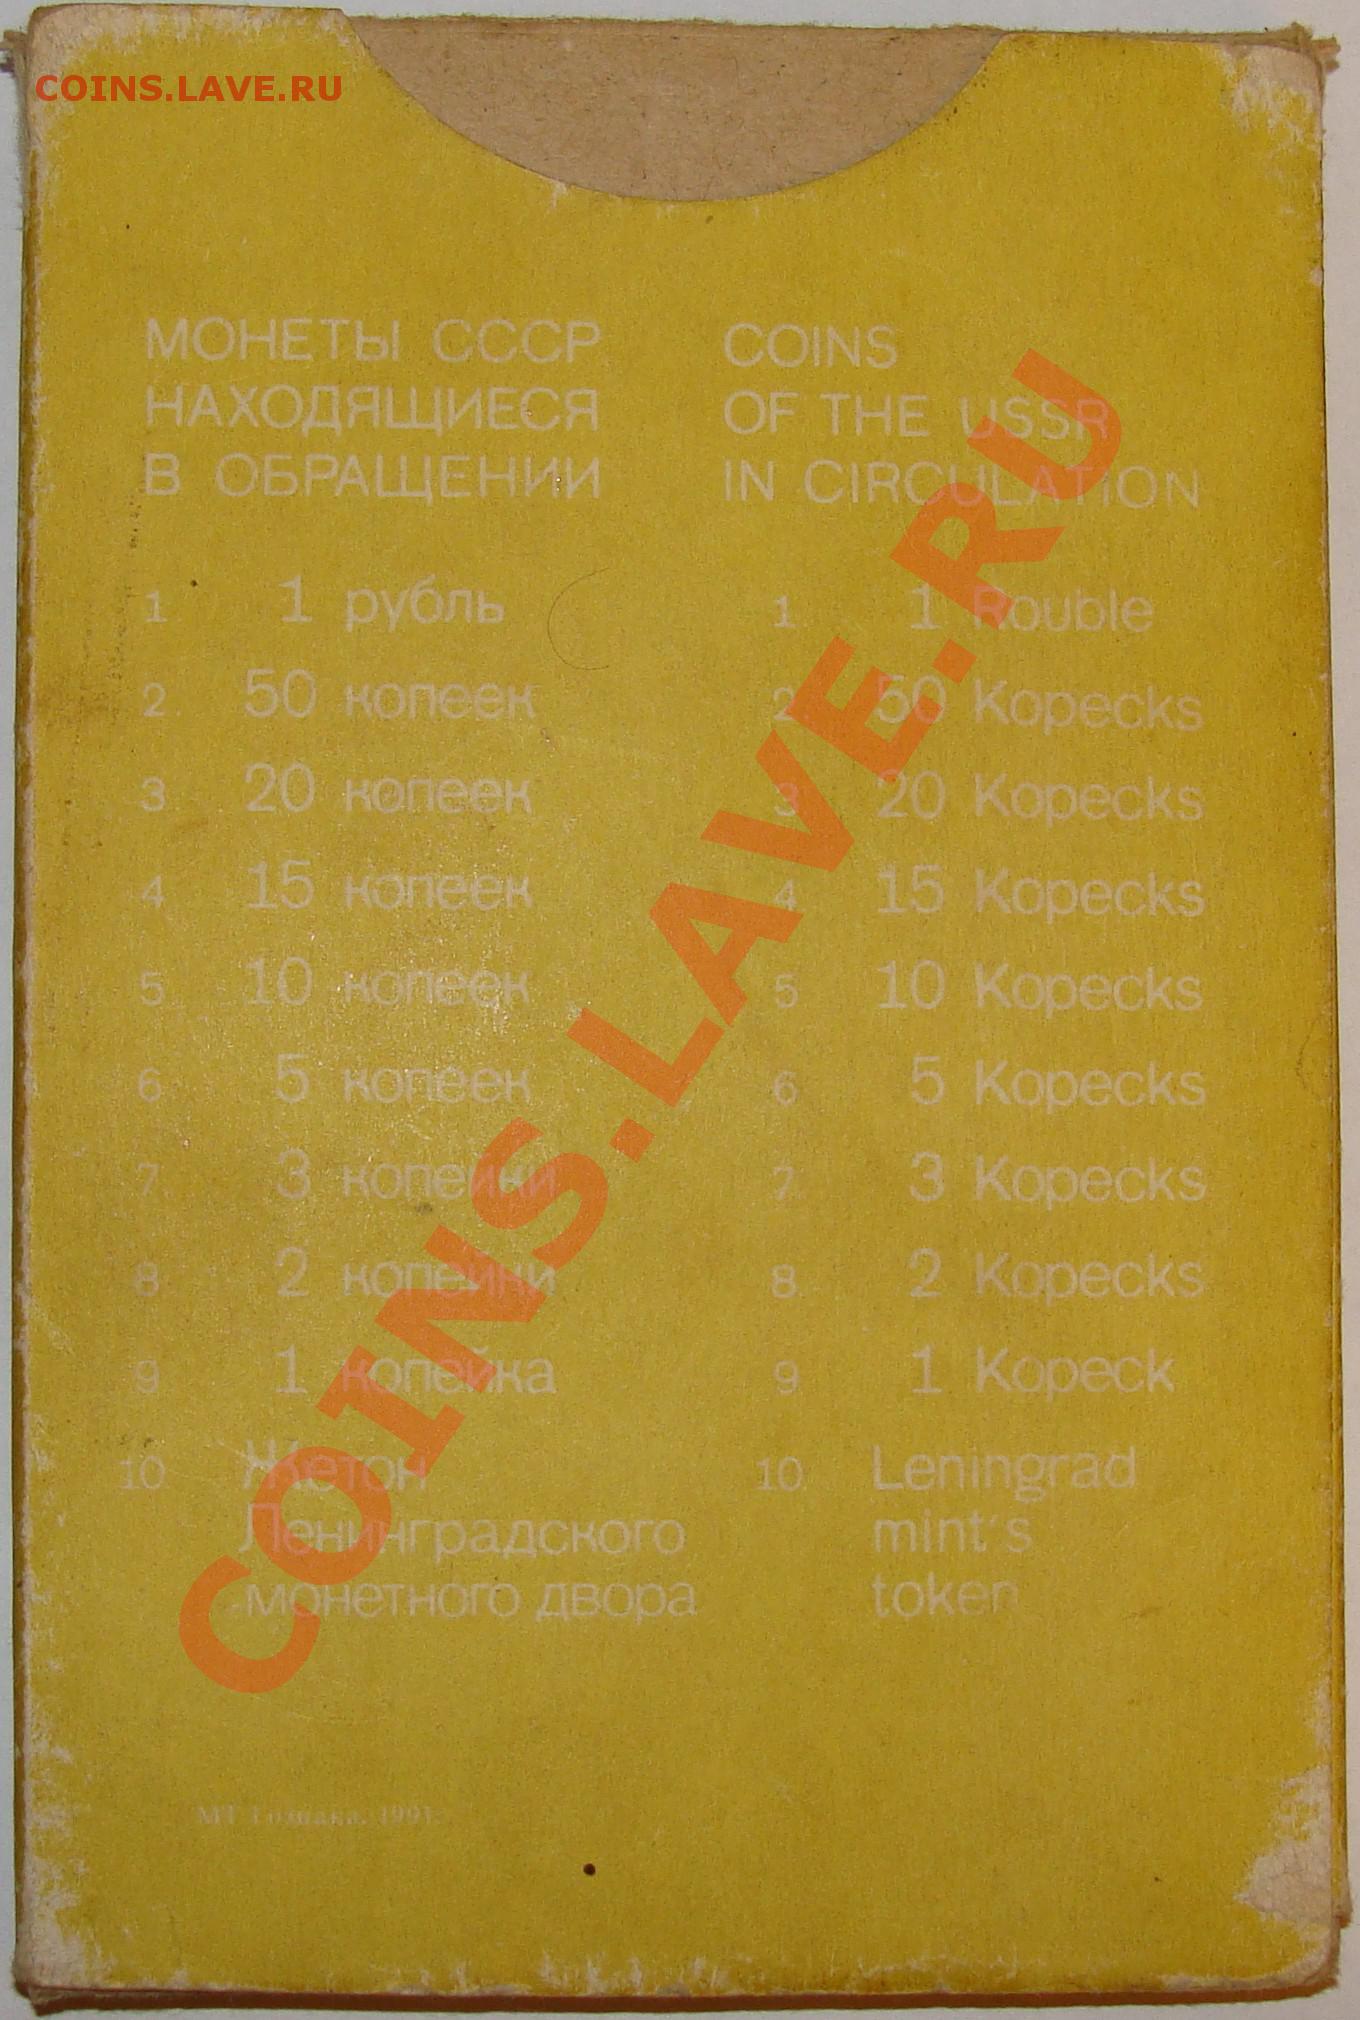 COINS.LAVE.RU
МОНЕТЫ СССР
НАХОДЯЩИЕСЯ
В ОБРАЩЕНИИ
1 1 рубль
2. 50 копеек
3 20 копеек
4 15 копеек
5 10 копеек
6 5 копеек
7. 3 копейки
8 2 копейки
9 1 копейка
10 Жетон
Ленинградского
монетного двора
COINS
OF THE USSR
IN CIRCULATION
1. 1 Rouble
2. 50 Kopecks
3 20 Kopecks
4 15 Kopecks
5 10 Kopecks
6 5 Kopecks
7. 3 Kopecks
8. 2 Kopecks
9 1 Kopeck
10. Leningrad
mint's
token
МТ Гознака. 1991.
COINS.LAVE.RU